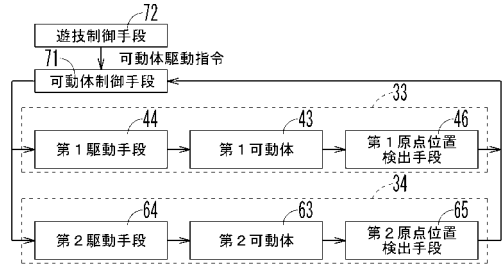 72
遊技制御手段
71
可動体駆動指令
可動体制御手段
33
44
43
46
第１駆動手段
第１可動体
第１原点位置
検出手段
34
64
63
65
第２駆動手段
第２可動体
第２原点位置
検出手段